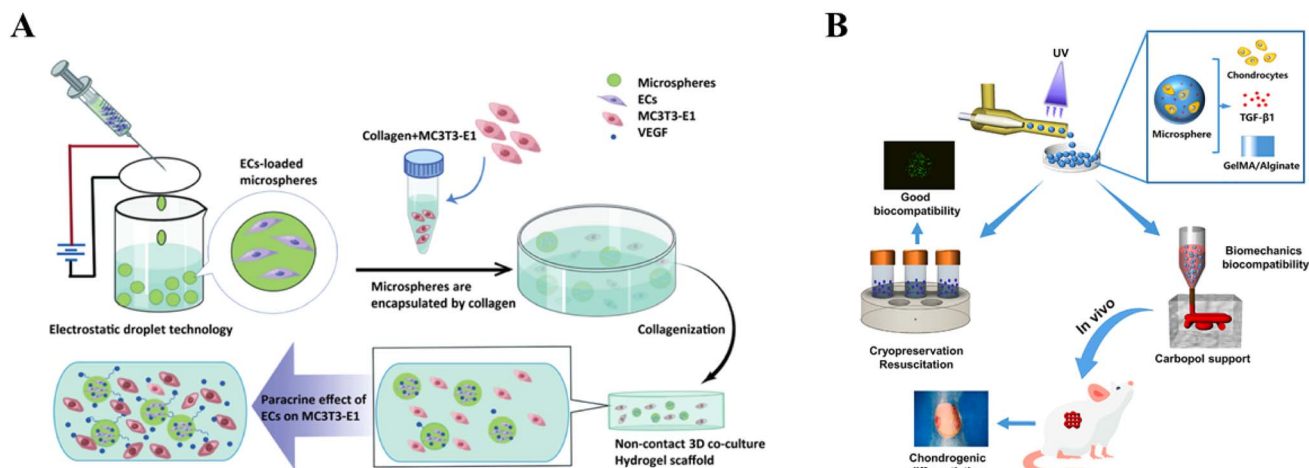 A
Microspheres
ECs
MC3T3-E1
VEGF
Collagen+MC3T3-E1
ECs-loaded
microspheres
Microspheres are
encapsulated by collagen
Electrostatic droplet technology
Collagenization
Paracrine effect of
ECs on MC3T3-E1
Non-contact 3D co-culture
Hydrogel scaffold
B
UV
Chondrocytes
Microsphere
TGF-β1
GelMA/Alginate
Good
biocompatibility
Biomechanics
biocompatibility
Cryopreservation
Resuscitation
In vivo
Carbopol support
Chondrogenic